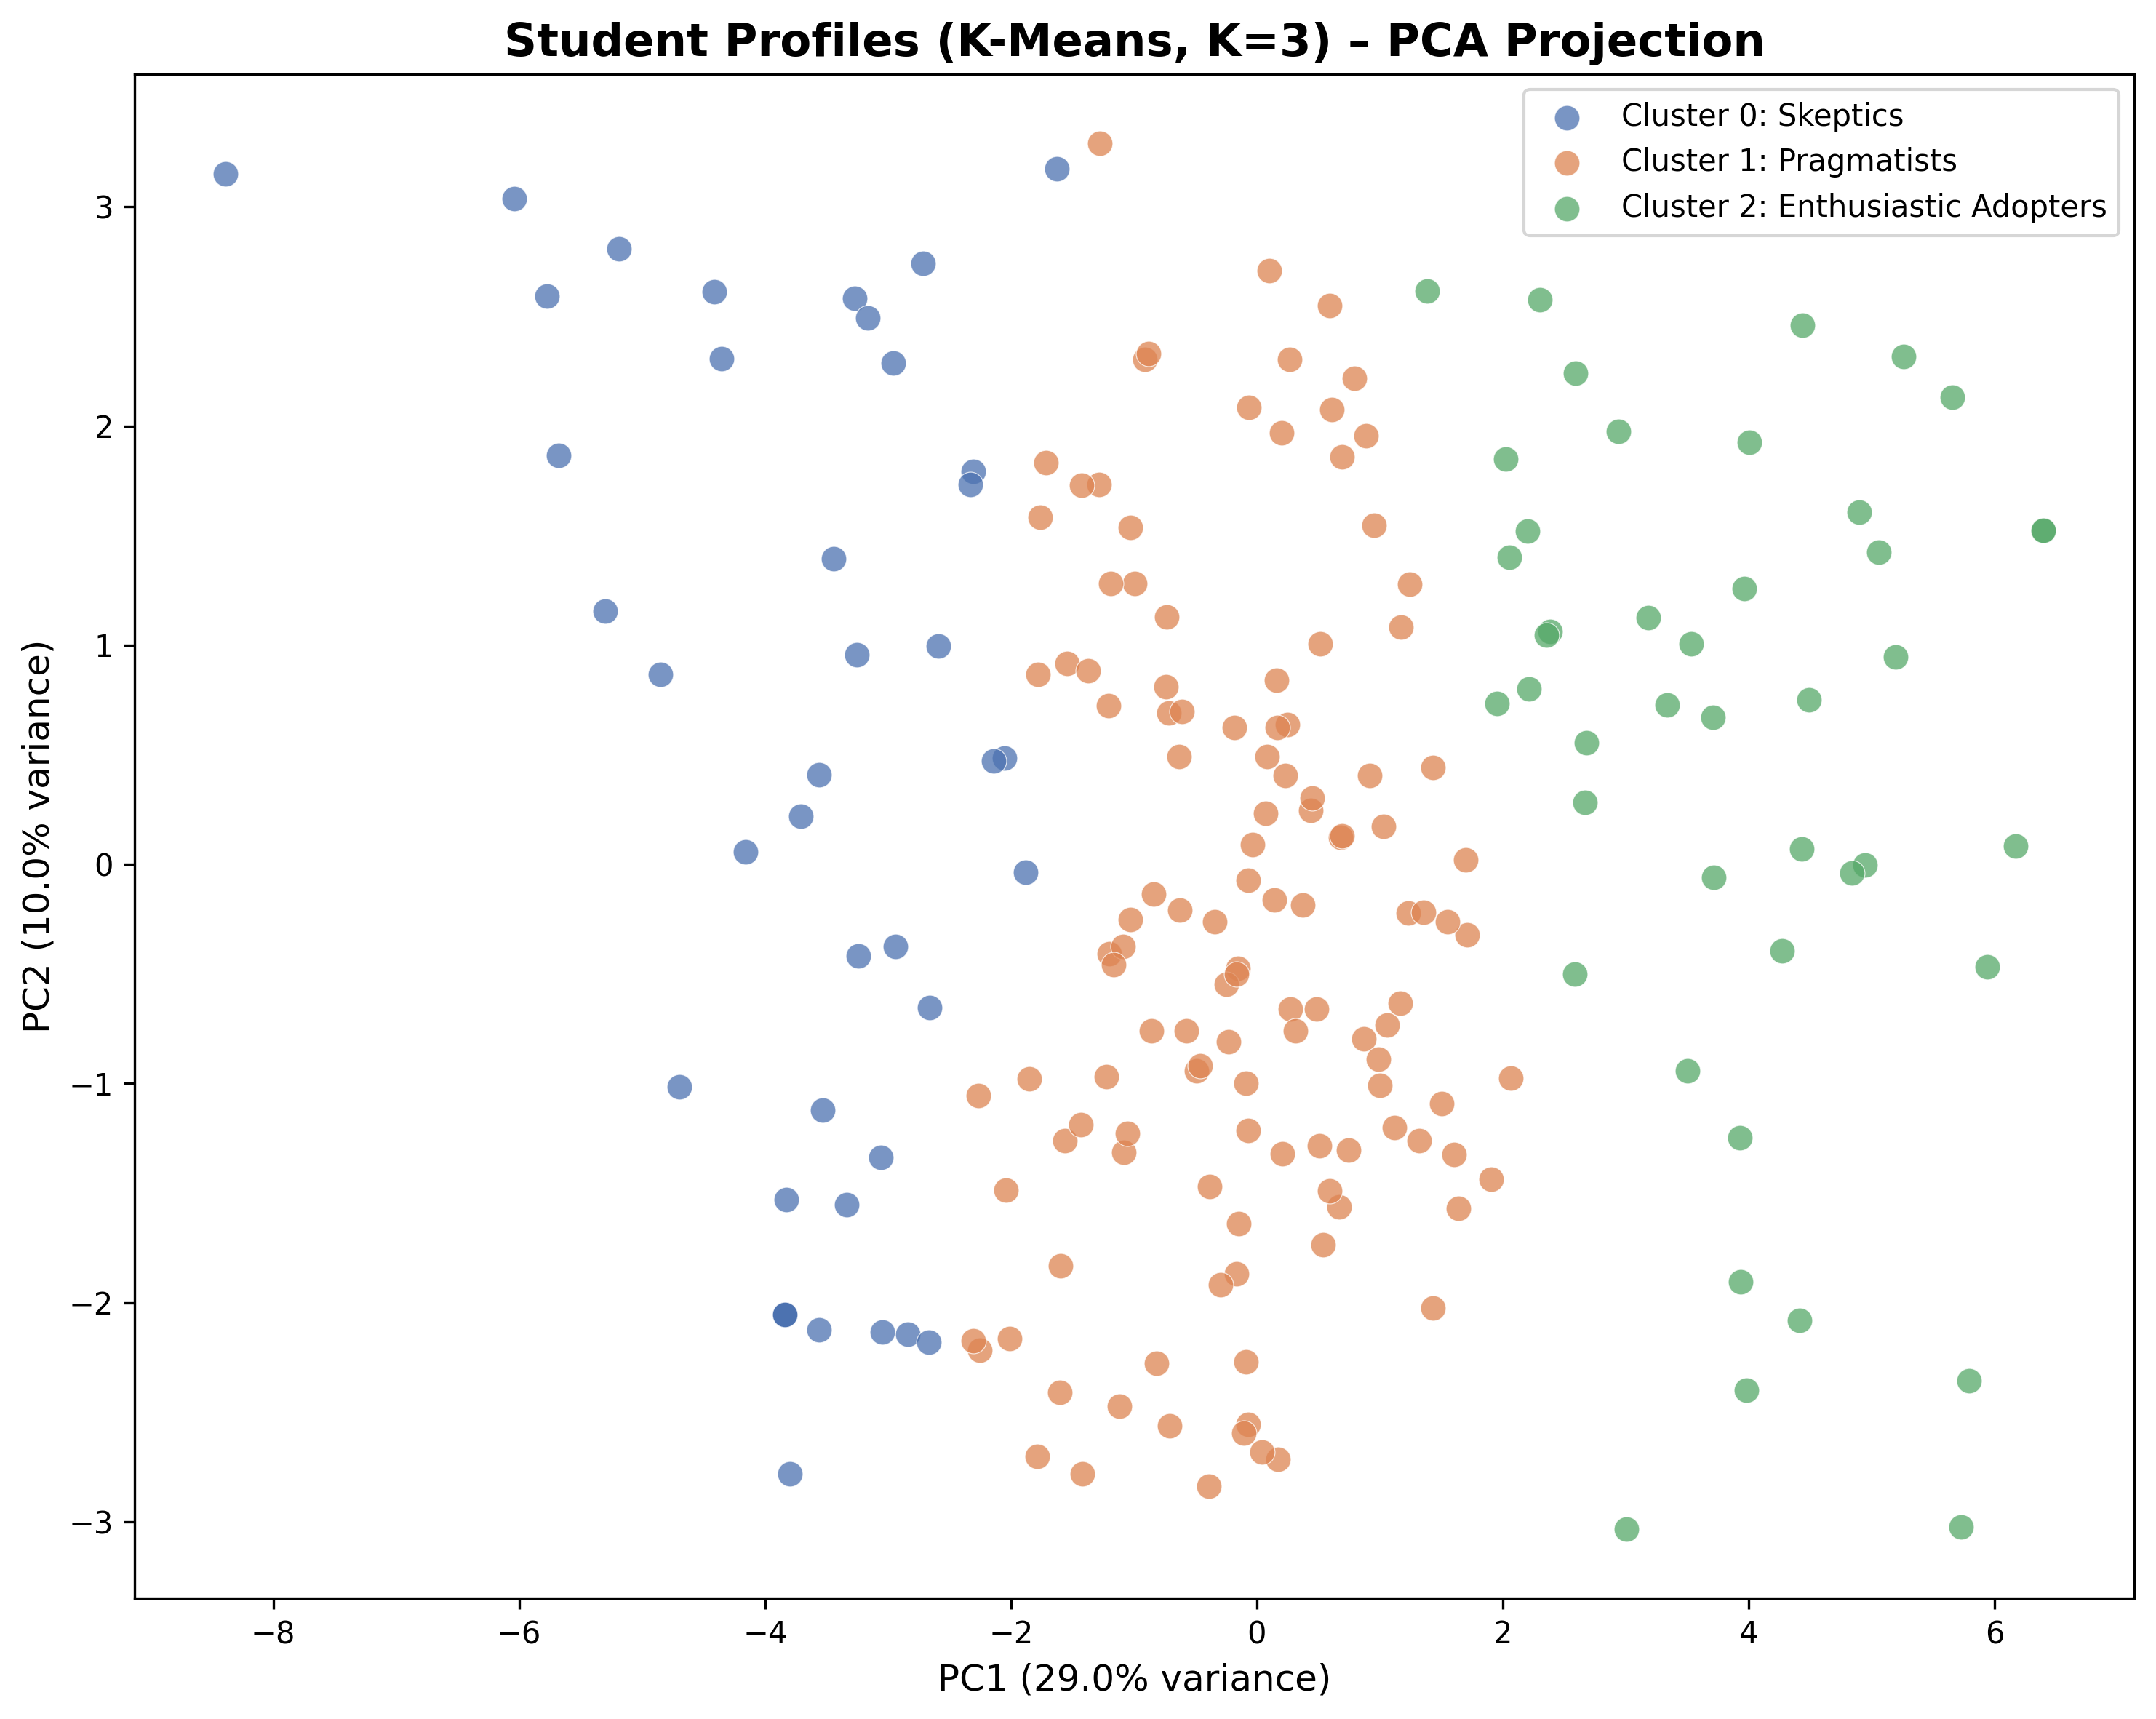 Student Profiles (K-Means, K=3) – PCA Projection
Cluster 0: Skeptics
Cluster 1: Pragmatists
Cluster 2: Enthusiastic Adopters
PC2 (10.0% variance)
3
2
1
0
−1
−2
−3
−8
−6
−4
−2
0
2
4
6
PC1 (29.0% variance)